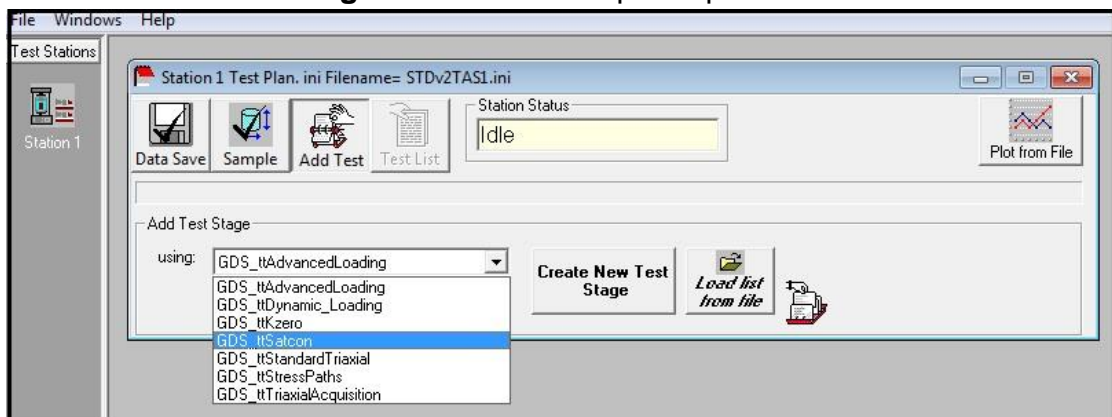 File Windows Help
Test Stations
Station 1
Station 1 Test Plan. ini Filename= STDv2TAS1.ini
Data Save
Sample
Add Test
Test List
Station Status
Idle
Plot from File
Add Test Stage
using:
GDS_ttAdvancedLoading
GDS_ttAdvancedLoading
GDS_ttDynamic_Loading
GDS_ttKzero
GDS_ttSatcon
GDS_ttStandardTriaxial
GDS_ttStressPaths
GDS_ttTriaxialAcquisition
Create New Test
Stage
Load list
from file